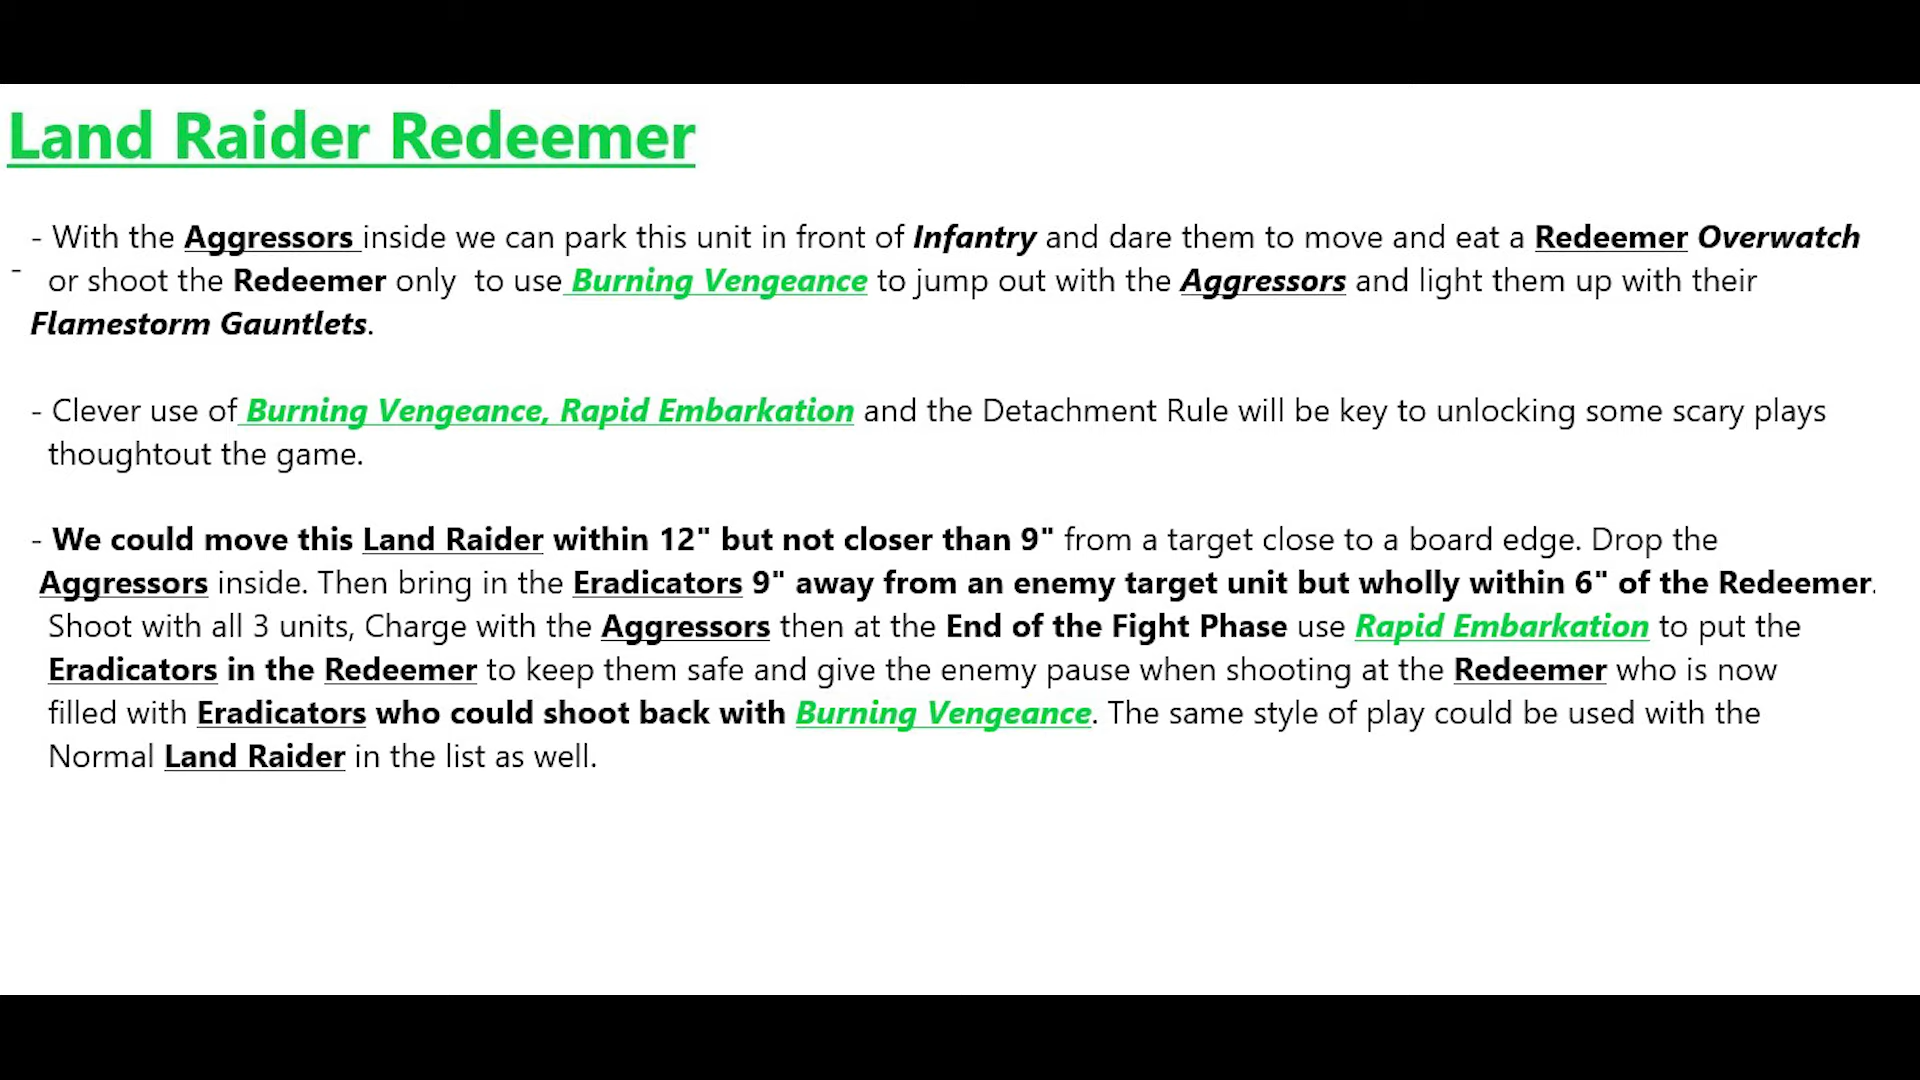 Land Raider Redeemer
- With the Aggressors inside we can park this unit in front of Infantry and dare them to move and eat a Redeemer Overwatch
- or shoot the Redeemer only  to use Burning Vengeance to jump out with the Aggressors and light them up with their
Flamestorm Gauntlets.
- Clever use of Burning Vengeance, Rapid Embarkation and the Detachment Rule will be key to unlocking some scary plays
thoughtout the game.
- We could move this Land Raider within 12" but not closer than 9" from a target close to a board edge. Drop the
Aggressors inside. Then bring in the Eradicators 9" away from an enemy target unit but wholly within 6" of the Redeemer.
Shoot with all 3 units, Charge with the Aggressors then at the End of the Fight Phase use Rapid Embarkation to put the
Eradicators in the Redeemer to keep them safe and give the enemy pause when shooting at the Redeemer who is now
filled with Eradicators who could shoot back with Burning Vengeance. The same style of play could be used with the
Normal Land Raider in the list as well.